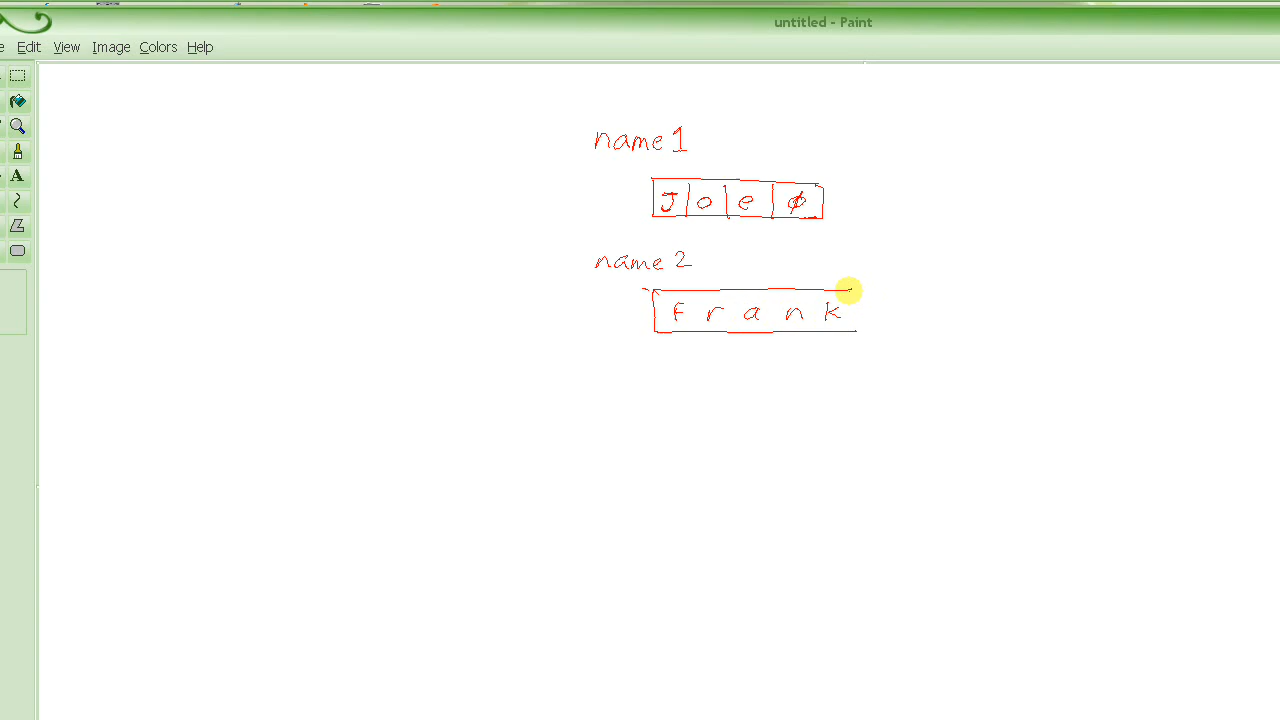 untitled - Paint
Edit View Image Colors Help
name 1
J o e ϕ
name 2
f r a n k